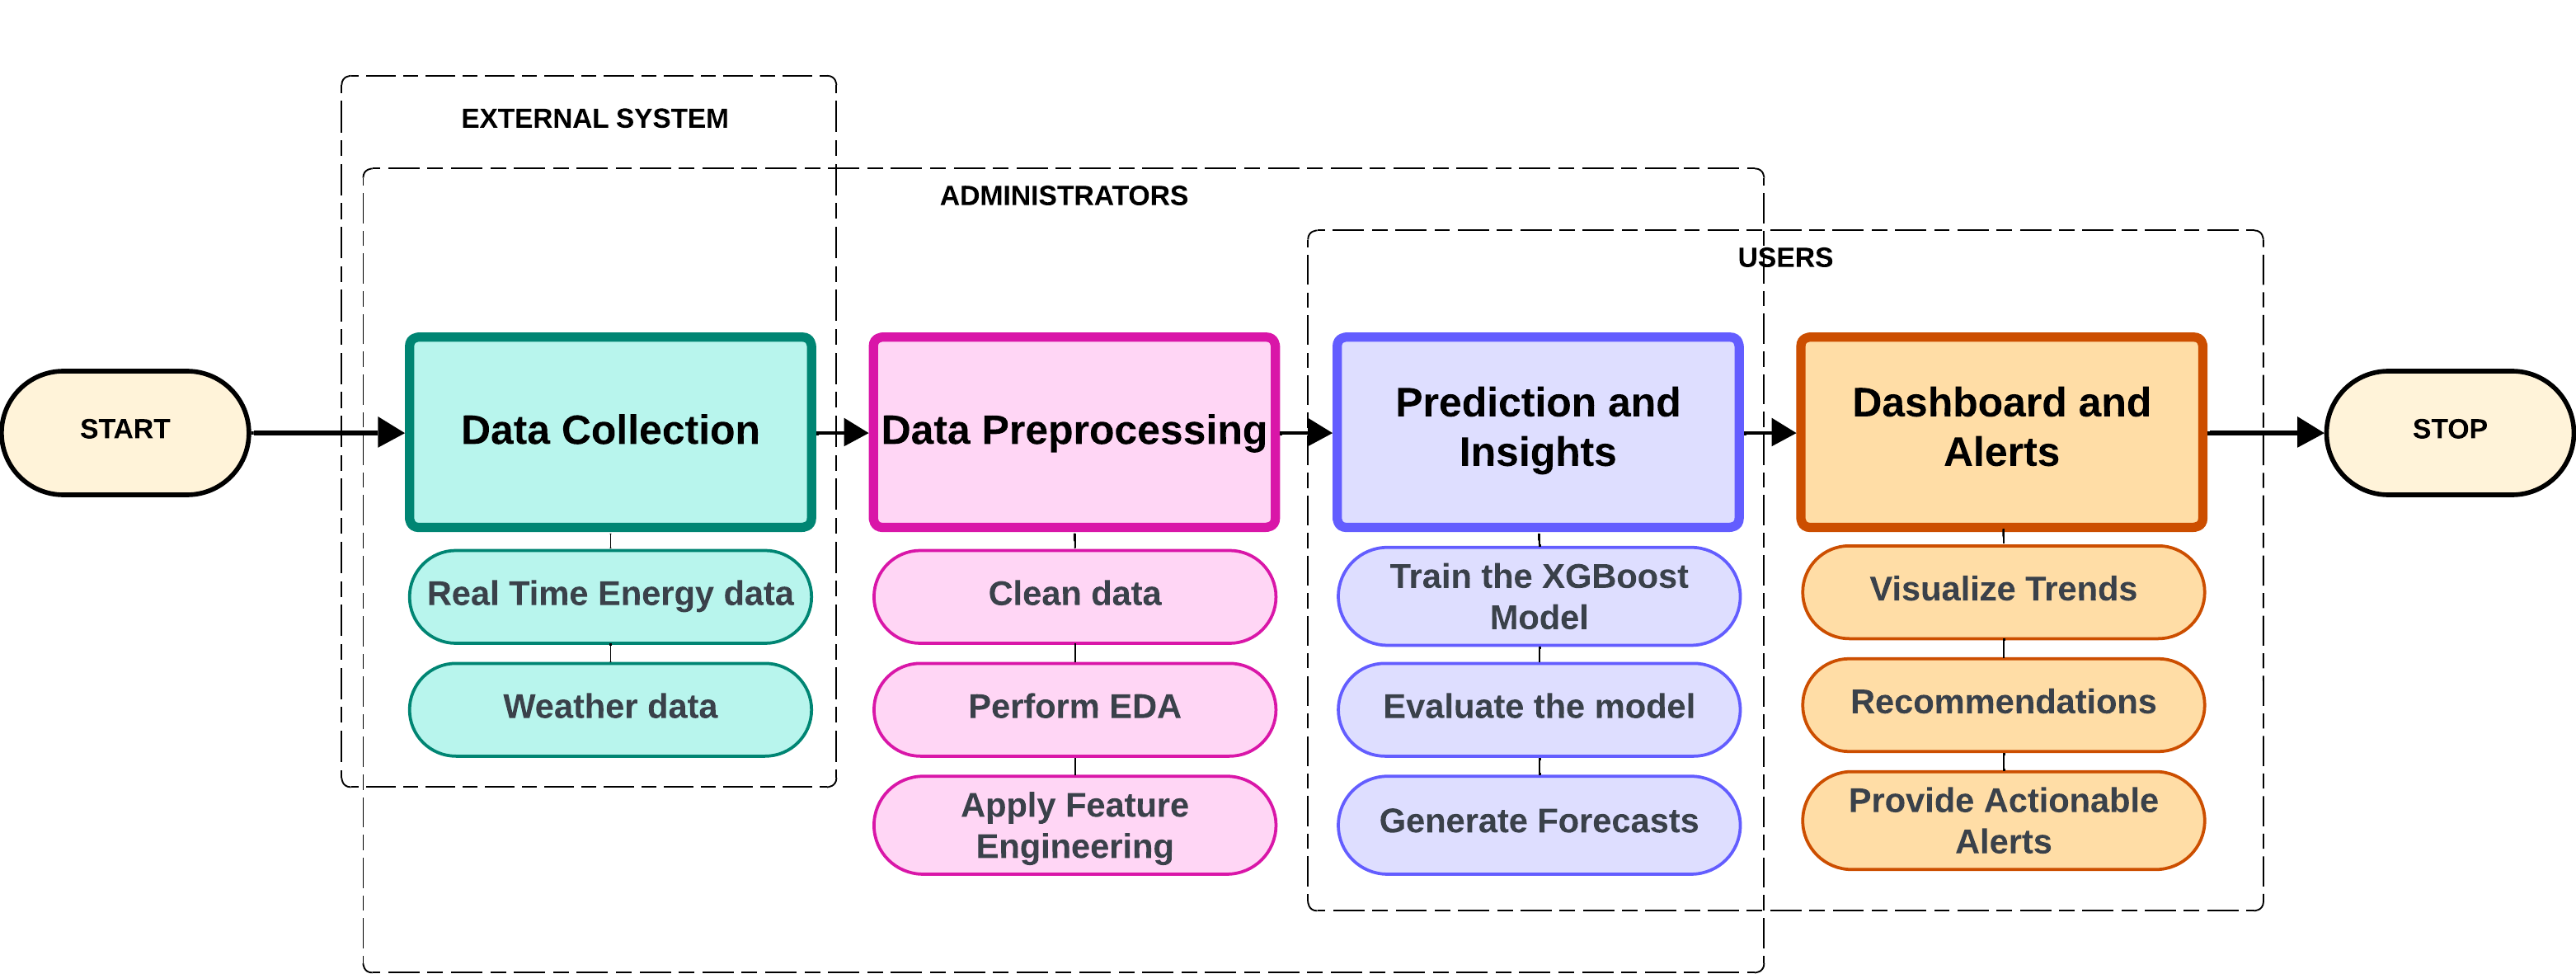 EXTERNAL SYSTEM
ADMINISTRATORS
USERS
START
Data Collection
Data Preprocessing
Prediction and
Insights
Dashboard and
Alerts
STOP
Real Time Energy data
Weather data
Clean data
Perform EDA
Apply Feature
Engineering
Train the XGBoost
Model
Evaluate the model
Generate Forecasts
Visualize Trends
Recommendations
Provide Actionable
Alerts